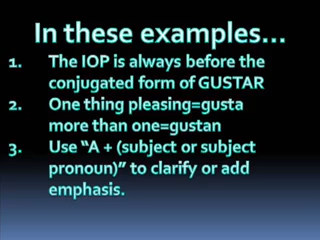 In these examples...
1. The IOP is always before the
conjugated form of GUSTAR
2. One thing pleasing=gusta
more than one=gustan
3. Use “A + (subject or subject
pronoun)” to clarify or add
emphasis.